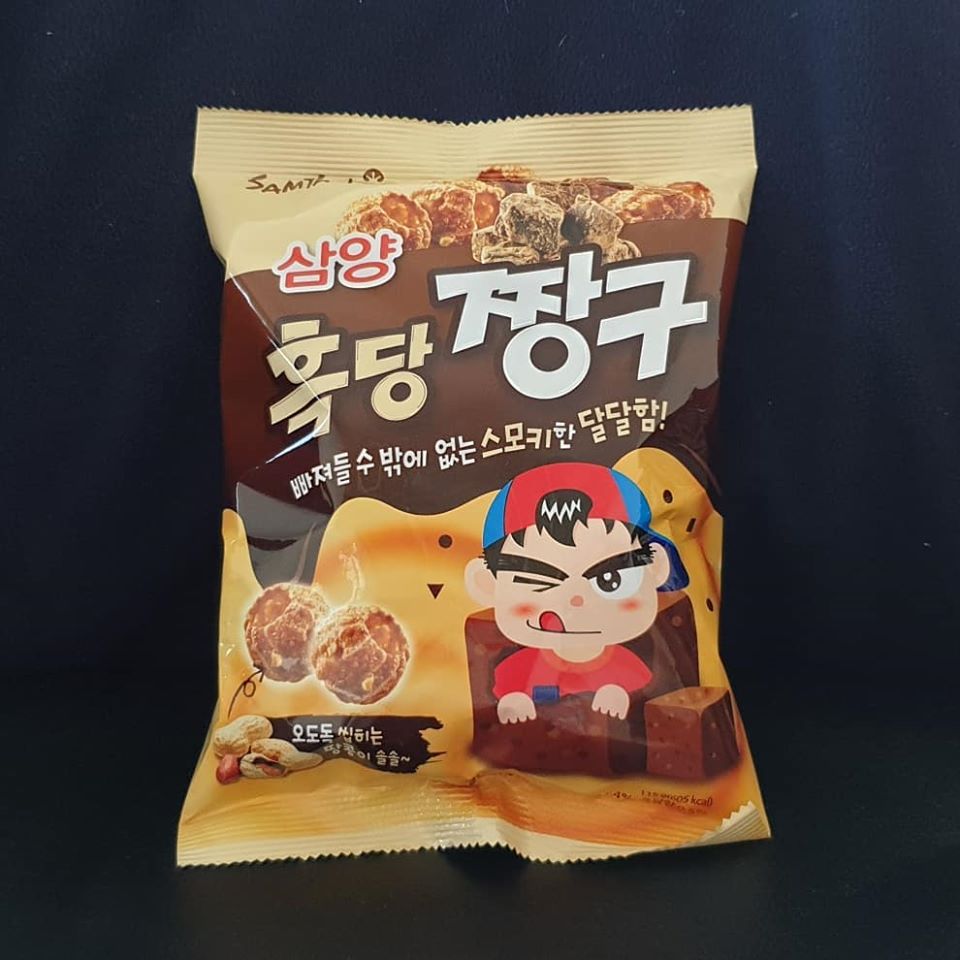 삼양
흑당 짱구
빠져들 수 밖에 없는 스모키한 달달함!
오도독 씹히는
땅콩이 솔솔~